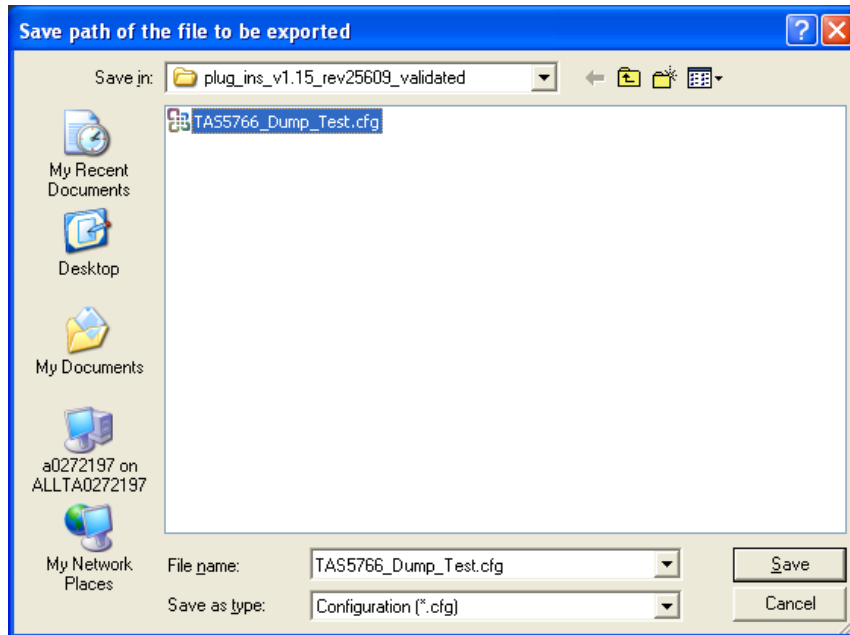 Save path of the file to be exported
Save in:
plug_ins_v1.15_rev25609_validated
TAS5766_Dump_Test.cfg
My Recent
Documents
Desktop
My Documents
a0272197 on
ALLTA0272197
My Network
Places
File name:
TAS5766_Dump_Test.cfg
Save
Save as type:
Configuration (*.cfg)
Cancel